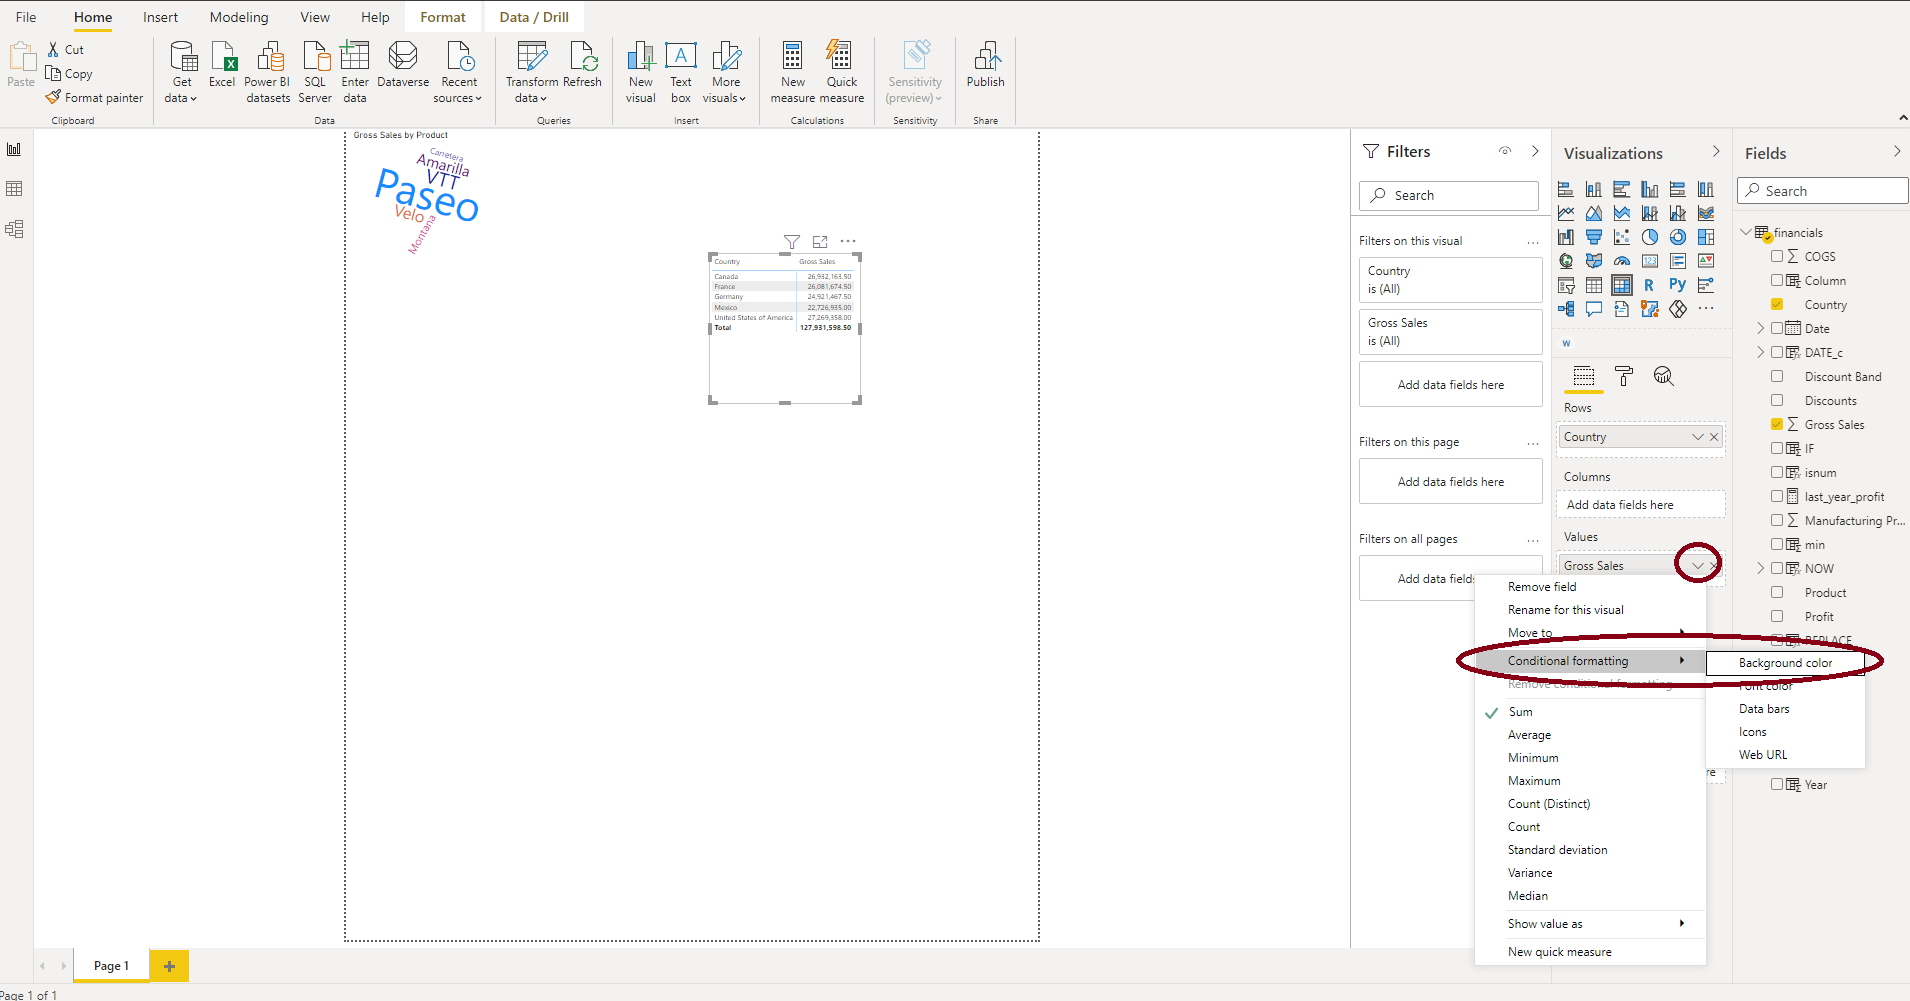 File Home Insert Modeling View Help Format Data / Drill
Paste
Cut
Copy
Format painter
Clipboard
Get data
Excel
Power BI datasets
SQL Server
Enter data
Dataverse
Recent sources
Data
Transform data
Refresh
Queries
New visual
A
Text box
More visuals
Insert
New measure
Quick measure
Calculations
Sensitivity (preview)
Sensitivity
Publish
Share
Gross Sales by Product
Carretera
Amarilla
VTT
Paseo
Velo
Montana
Country Gross Sales
Canada 26,932,163.50
France 26,081,674.50
Germany 24,921,467.50
Mexico 22,726,935.00
United States of America 27,269,358.00
Total 127,931,598.50
Filters
Search
Filters on this visual ...
Country
is (All)
Gross Sales
is (All)
Add data fields here
Filters on this page ...
Add data fields here
Filters on all pages ...
Add data fields
Visualizations
123
R Py
...
W
Rows
Country
Columns
Add data fields here
Values
Gross Sales
Remove field
Rename for this visual
Move to
Conditional formatting
Remove conditional formatting
Sum
Average
Minimum
Maximum
Count (Distinct)
Count
Standard deviation
Variance
Median
Show value as
New quick measure
Background color
Font color
Data bars
Icons
Web URL
re
Fields
Search
financials
COGS
Column
Country
Date
DATE_c
Discount Band
Discounts
Gross Sales
IF
isnum
last_year_profit
Manufacturing Pr...
min
NOW
Product
Profit
REPLACE
Year
Page 1
+
Page 1 of 1